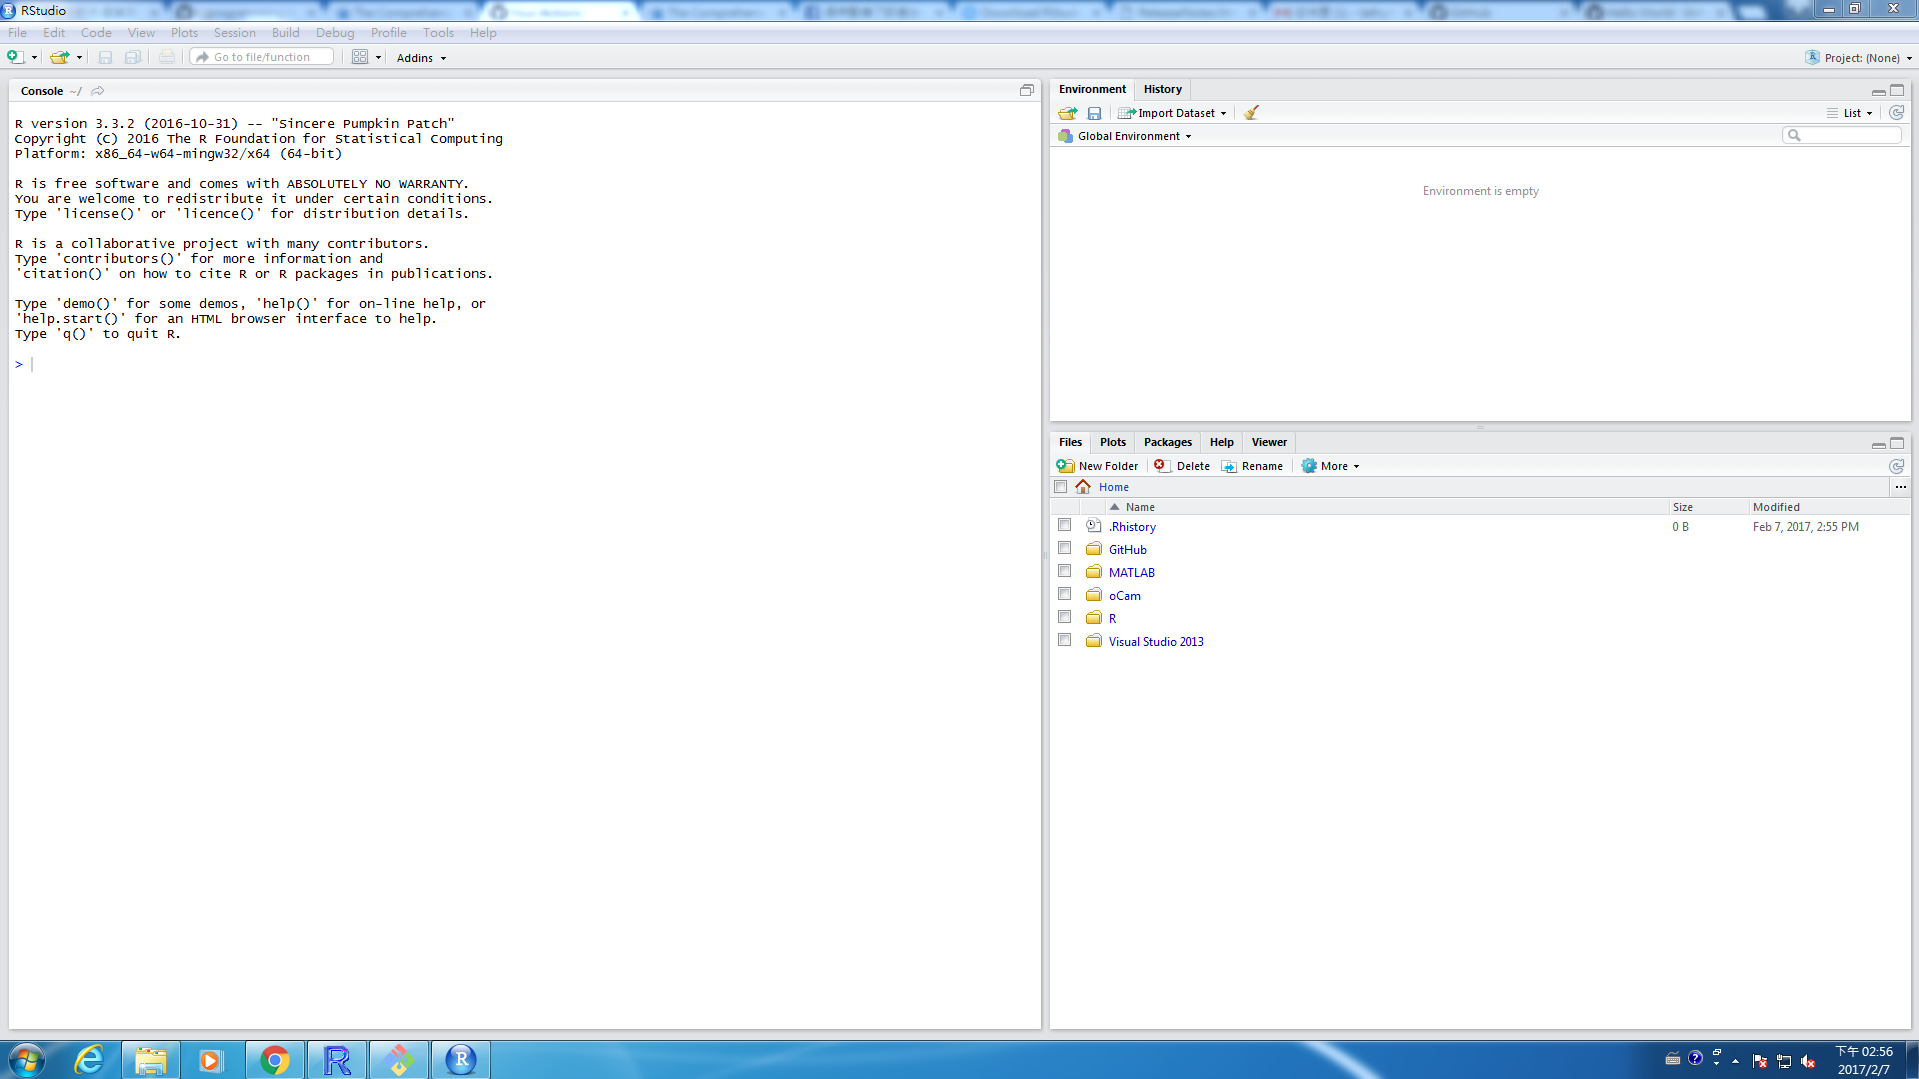 RStudio
File Edit Code View Plots Session Build Debug Profile Tools Help
Go to file/function Addins Project: (None)
Console ~/
R version 3.3.2 (2016-10-31) -- "Sincere Pumpkin Patch"
Copyright (C) 2016 The R Foundation for Statistical Computing
Platform: x86_64-w64-mingw32/x64 (64-bit)
R is free software and comes with ABSOLUTELY NO WARRANTY.
You are welcome to redistribute it under certain conditions.
Type 'license()' or 'licence()' for distribution details.
R is a collaborative project with many contributors.
Type 'contributors()' for more information and
'citation()' on how to cite R or R packages in publications.
Type 'demo()' for some demos, 'help()' for on-line help, or
'help.start()' for an HTML browser interface to help.
Type 'q()' to quit R.
>
Environment History
Import Dataset List
Global Environment
Environment is empty
Files Plots Packages Help Viewer
New Folder Delete Rename More
Home ...
Name Size Modified
.Rhistory 0 B Feb 7, 2017, 2:55 PM
GitHub
MATLAB
oCam
R
Visual Studio 2013
下午 02:56
2017/2/7